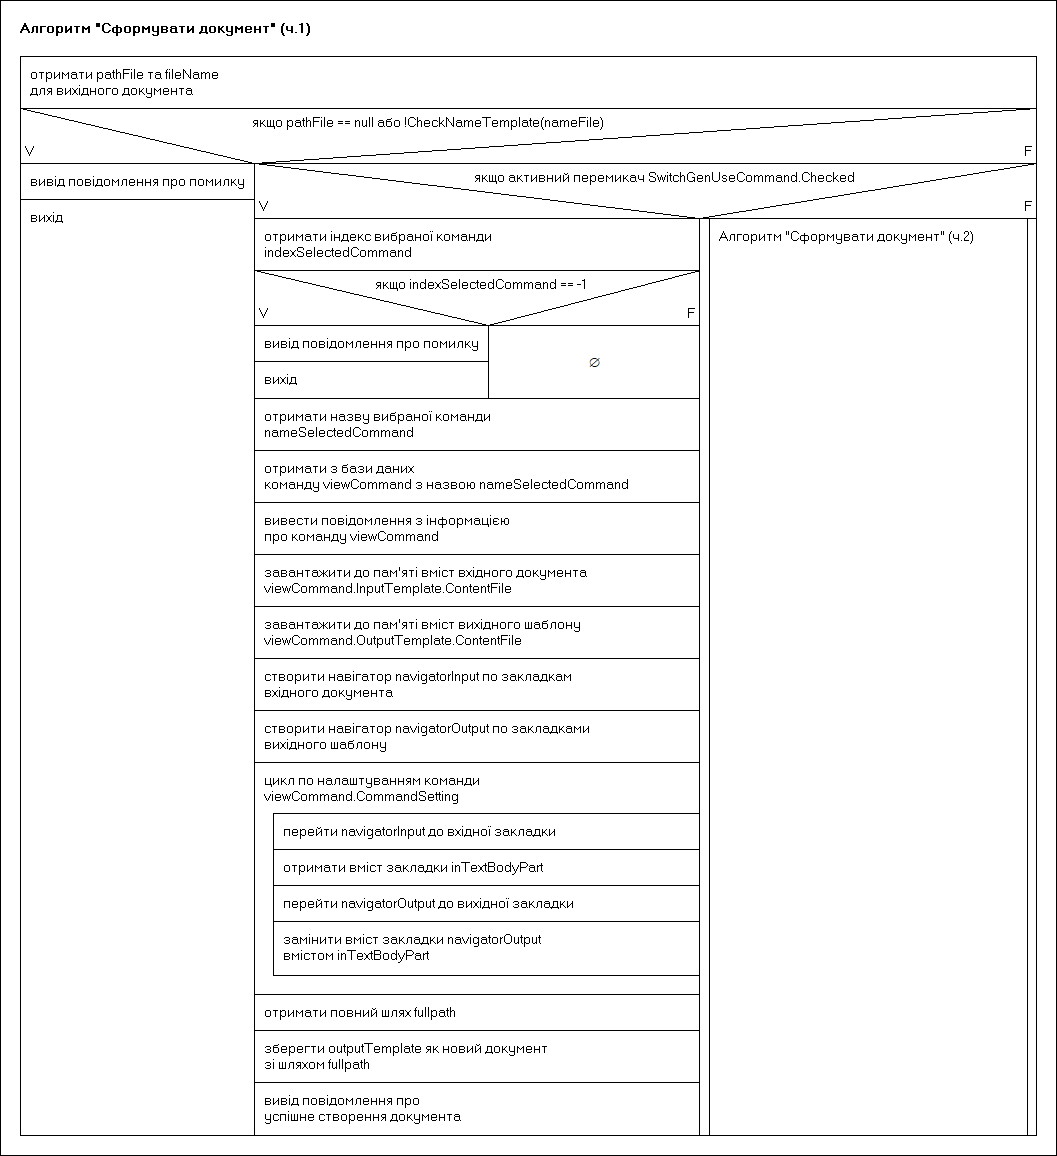 Алгоритм "Сформувати документ" (ч.1)
отримати pathFile та fileName
для вихідного документа
якщо pathFile == null або !CheckNameTemplate(nameFile)
V
F
вивід повідомлення про помилку
вихід
якщо активний перемикач SwitchGenUseCommand.Checked
V
F
отримати індекс вибраної команди
indexSelectedCommand
якщо indexSelectedCommand == -1
V
F
вивід повідомлення про помилку
вихід
∅
отримати назву вибраної команди
nameSelectedCommand
отримати з бази даних
команду viewCommand з назвою nameSelectedCommand
вивести повідомлення з інформацією
про команду viewCommand
завантажити до пам'яті вміст вхідного документа
viewCommand.InputTemplate.ContentFile
завантажити до пам'яті вміст вихідного шаблону
viewCommand.OutputTemplate.ContentFile
створити навігатор navigatorInput по закладкам
вхідного документа
створити навігатор navigatorOutput по закладками
вихідного шаблону
цикл по налаштуванням команди
viewCommand.CommandSetting
перейти navigatorInput до вхідної закладки
отримати вміст закладки inTextBodyPart
перейти navigatorOutput до вихідної закладки
замінити вміст закладки navigatorOutput
вмістом inTextBodyPart
отримати повний шлях fullpath
зберегти outputTemplate як новий документ
зі шляхом fullpath
вивід повідомлення про
успішне створення документа
Алгоритм "Сформувати документ" (ч.2)